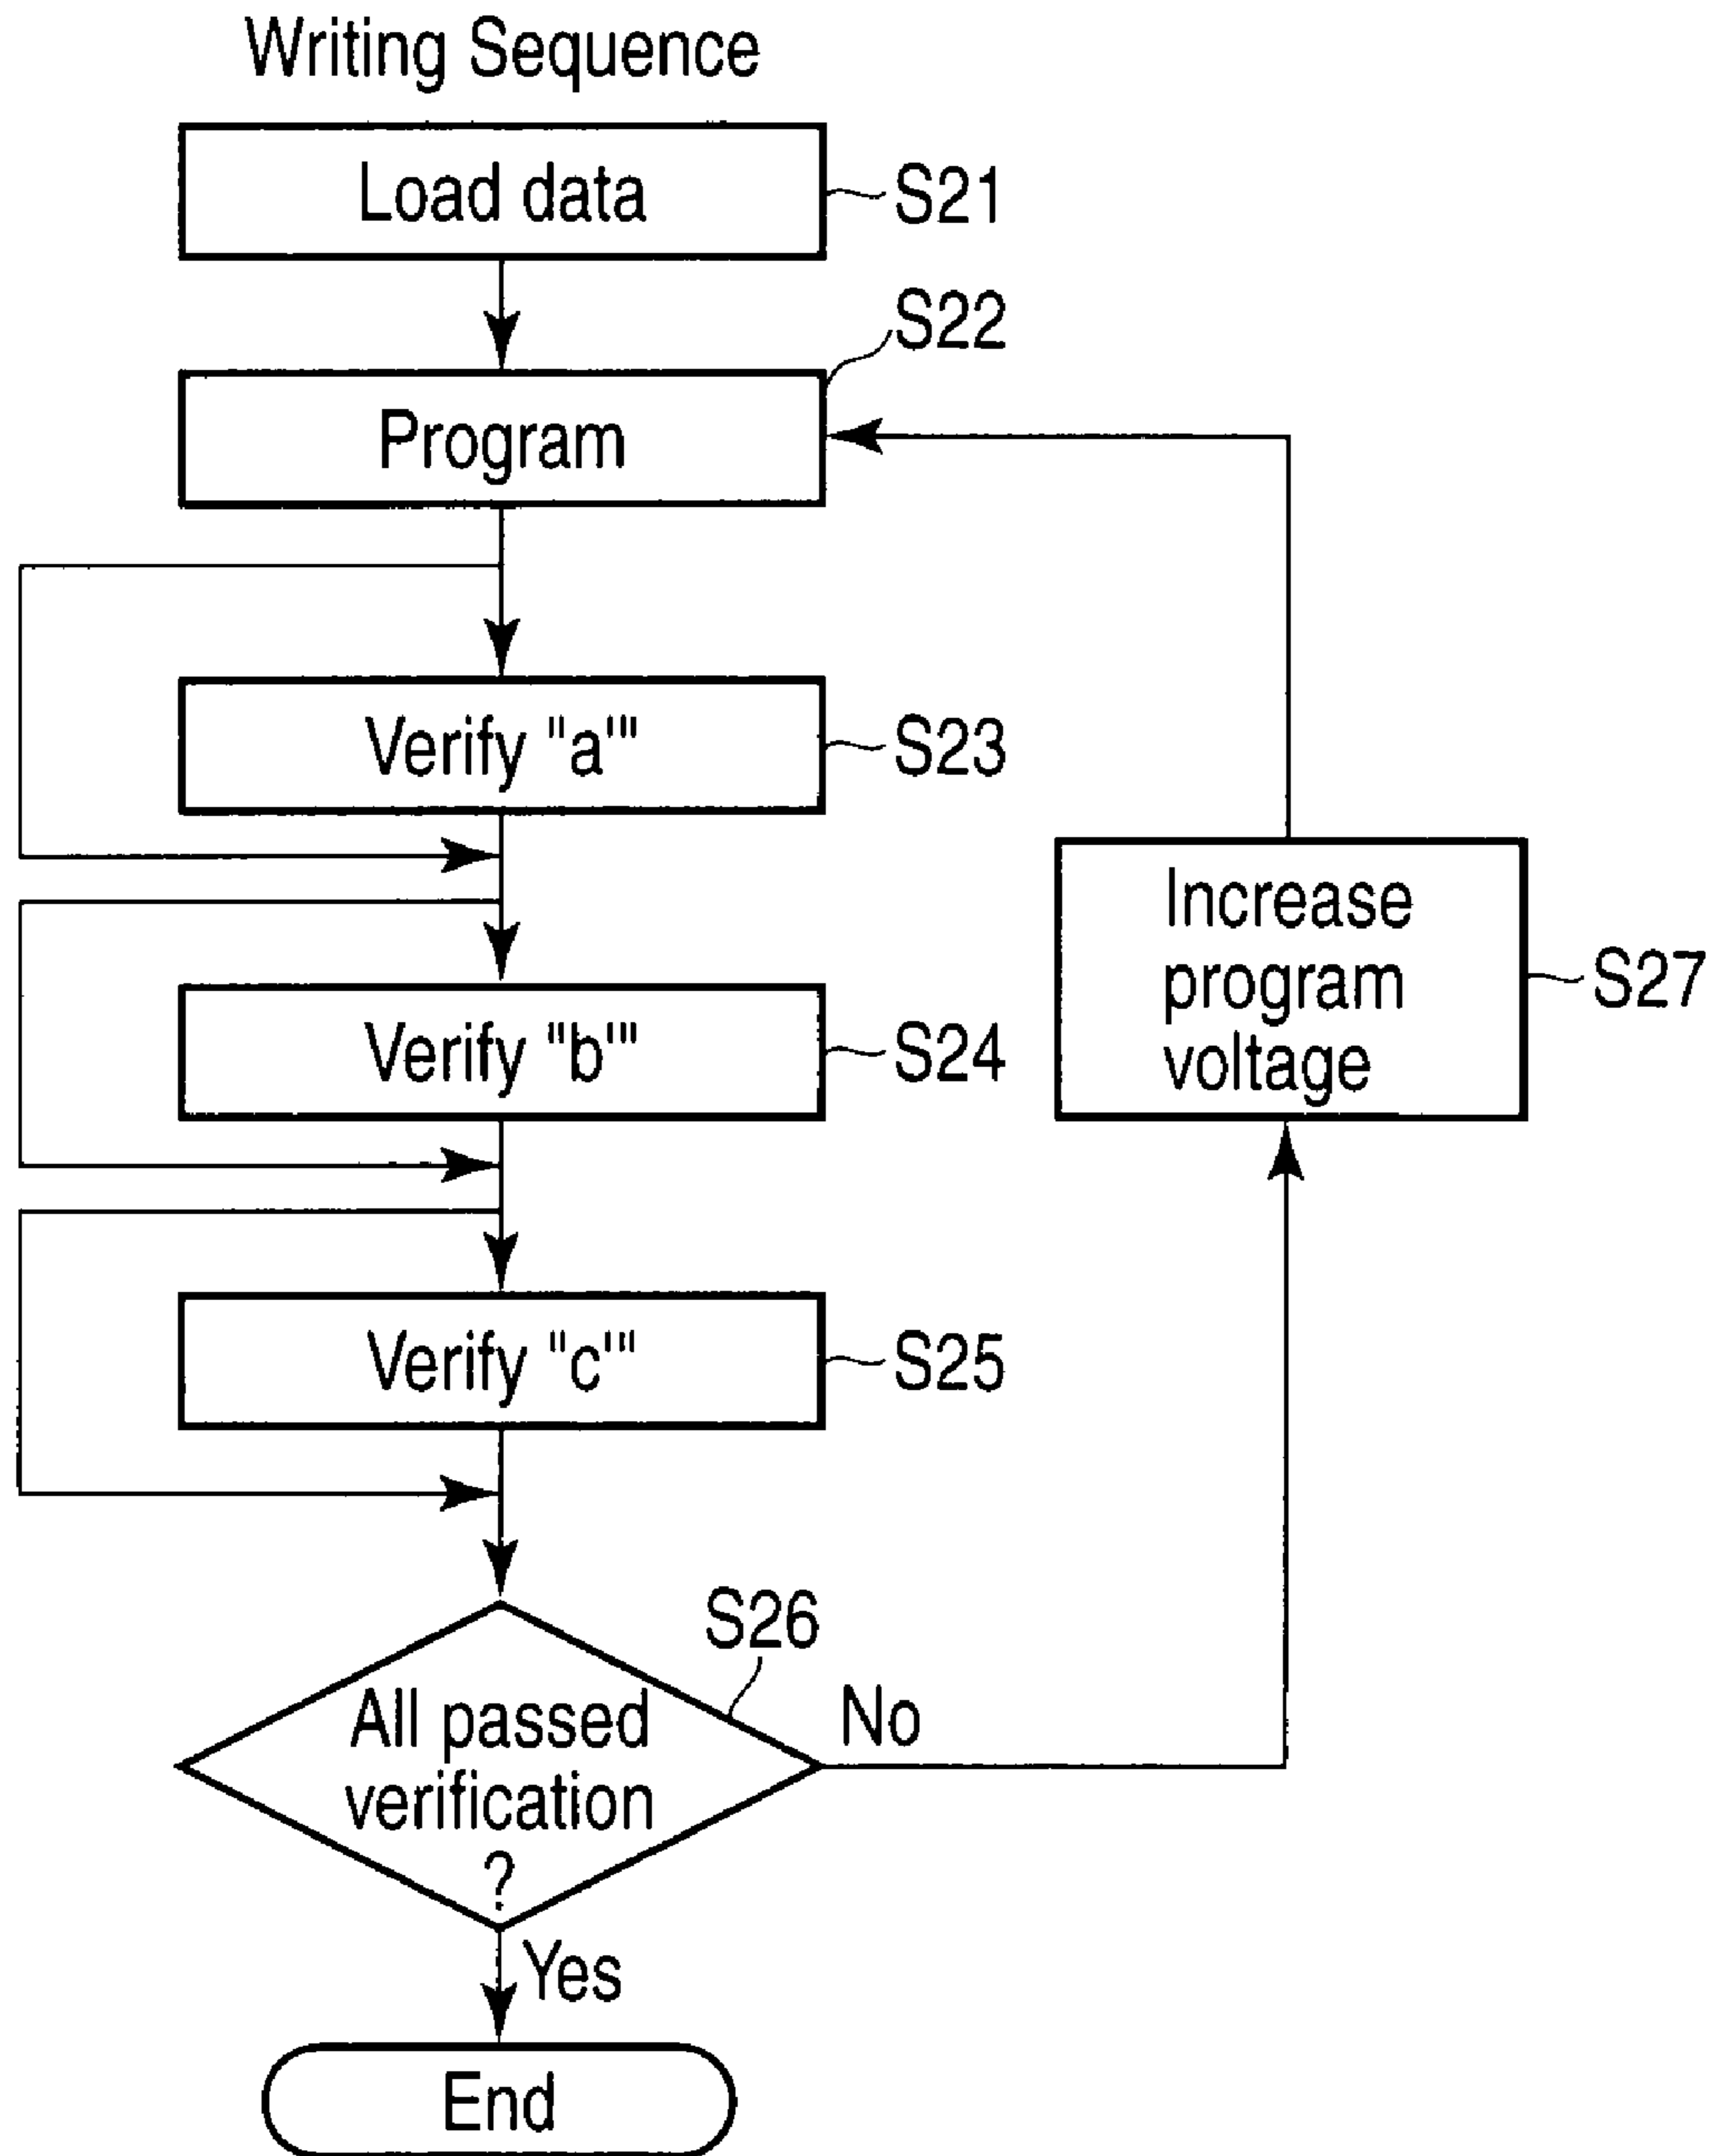 Writing Sequence
Load data
S21
S22
Program
Verify "a'"
S23
Verify "b'"
S24
Increase
program
voltage
S27
Verify "c'"
S25
S26
All passed
verification
?
No
Yes
End